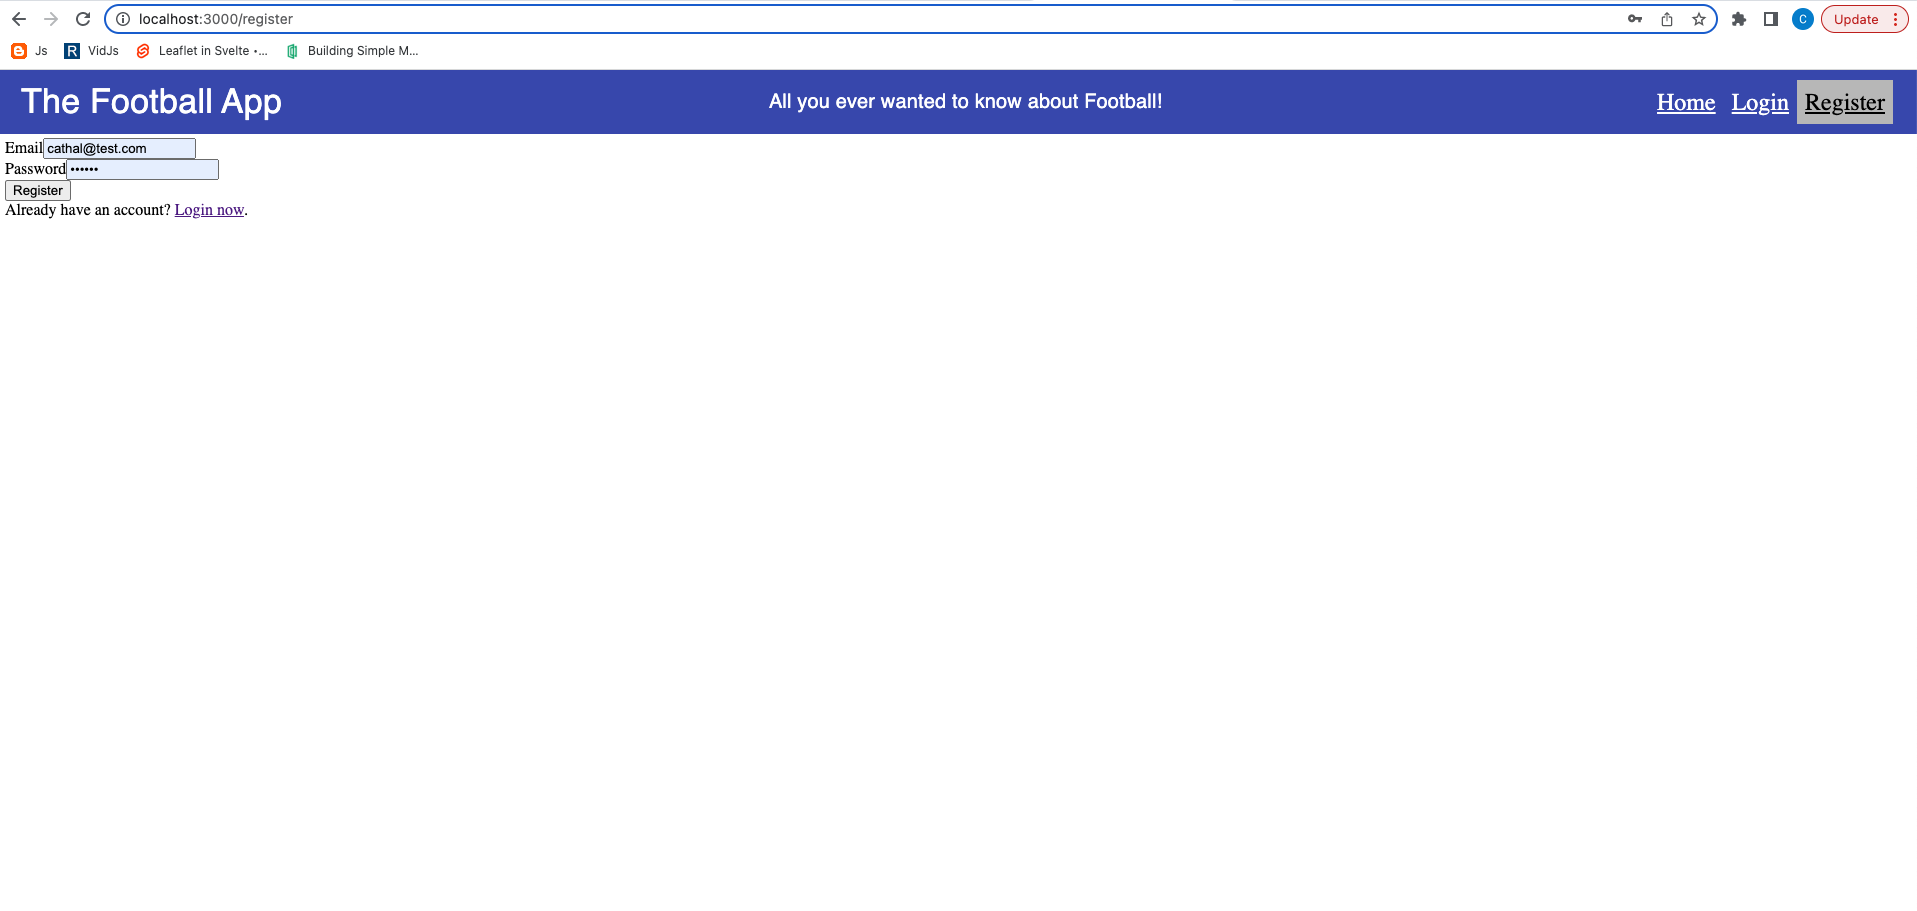 localhost:3000/register
C
Update
Js
R VidJs
Leaflet in Svelte •...
Building Simple M...
The Football App
All you ever wanted to know about Football!
Home Login Register
Email cathal@test.com
Password ••••••
Register
Already have an account? Login now.